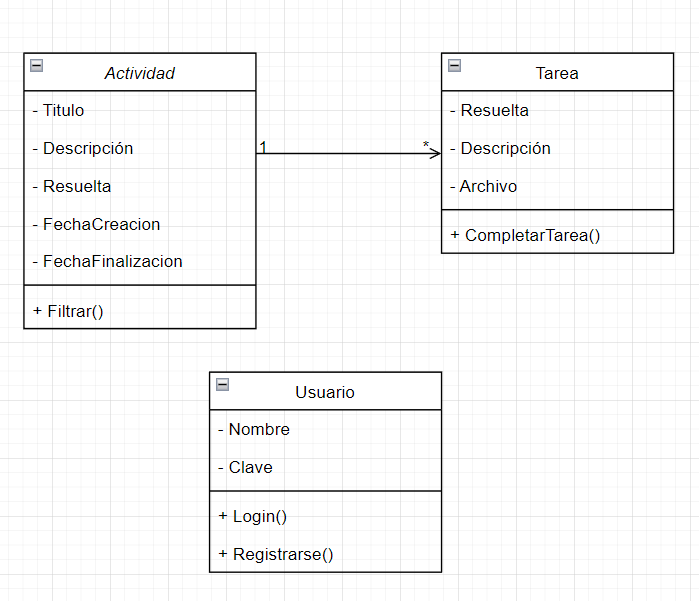 Actividad
- Titulo
- Descripción
- Resuelta
- FechaCreacion
- FechaFinalizacion
+ Filtrar()
1
*
Tarea
- Resuelta
- Descripción
- Archivo
+ CompletarTarea()
Usuario
- Nombre
- Clave
+ Login()
+ Registrarse()